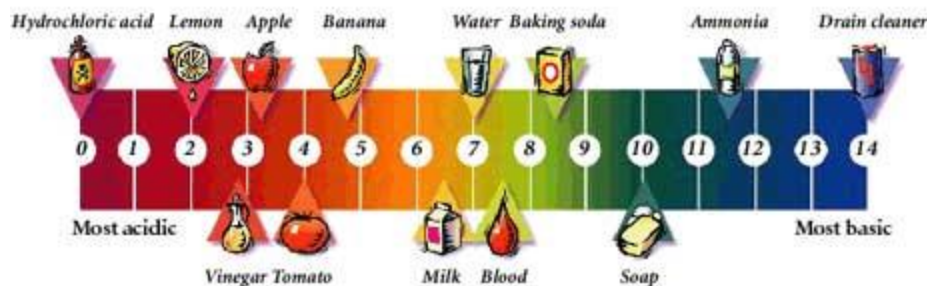 Hydrochloric acid Lemon Apple Banana Water Baking soda Ammonia Drain cleaner
0 1 2 3 4 5 6 7 8 9 10 11 12 13 14
Most acidic Most basic
Vinegar Tomato Milk Blood Soap